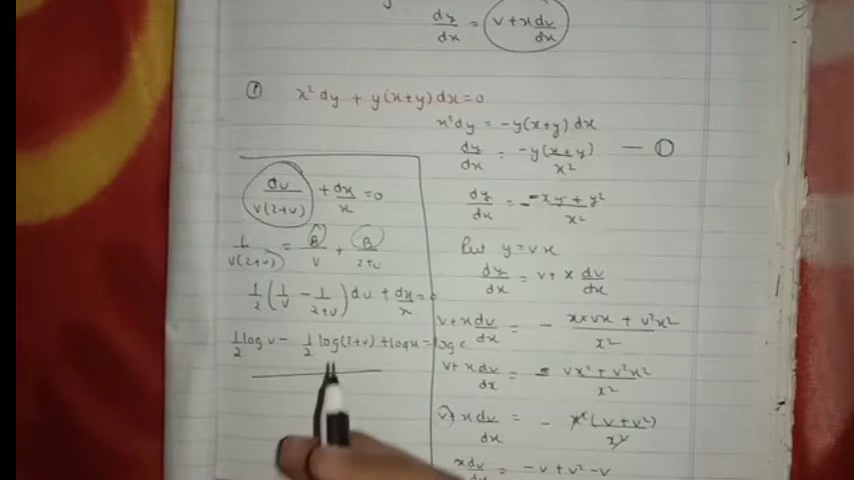 dy/dx = v + x dv/dx
① x² dy + y(x+y) dx = 0
x² dy = -y(x+y) dx
dy/dx = -y(x+y)/x² — ①
dy/dx = - -xy + y²/x²
Put y = vx
dy/dx = v + x dv/dx
v + x dv/dx = - x×vx + v²x²/x²
v + x dv/dx = - vx² + v²x²/x²
x dv/dx = - x²(v + v²)/x²
x dv/dx = -v + v² - v
dv/v(2+v) + dx/x = 0
1/v(2+v) = A/v + B/2+v
1/2 (1/v - 1/2+v) dv + dx/x = 0
1/2 log v - 1/2 log(2+v) + log x = log c